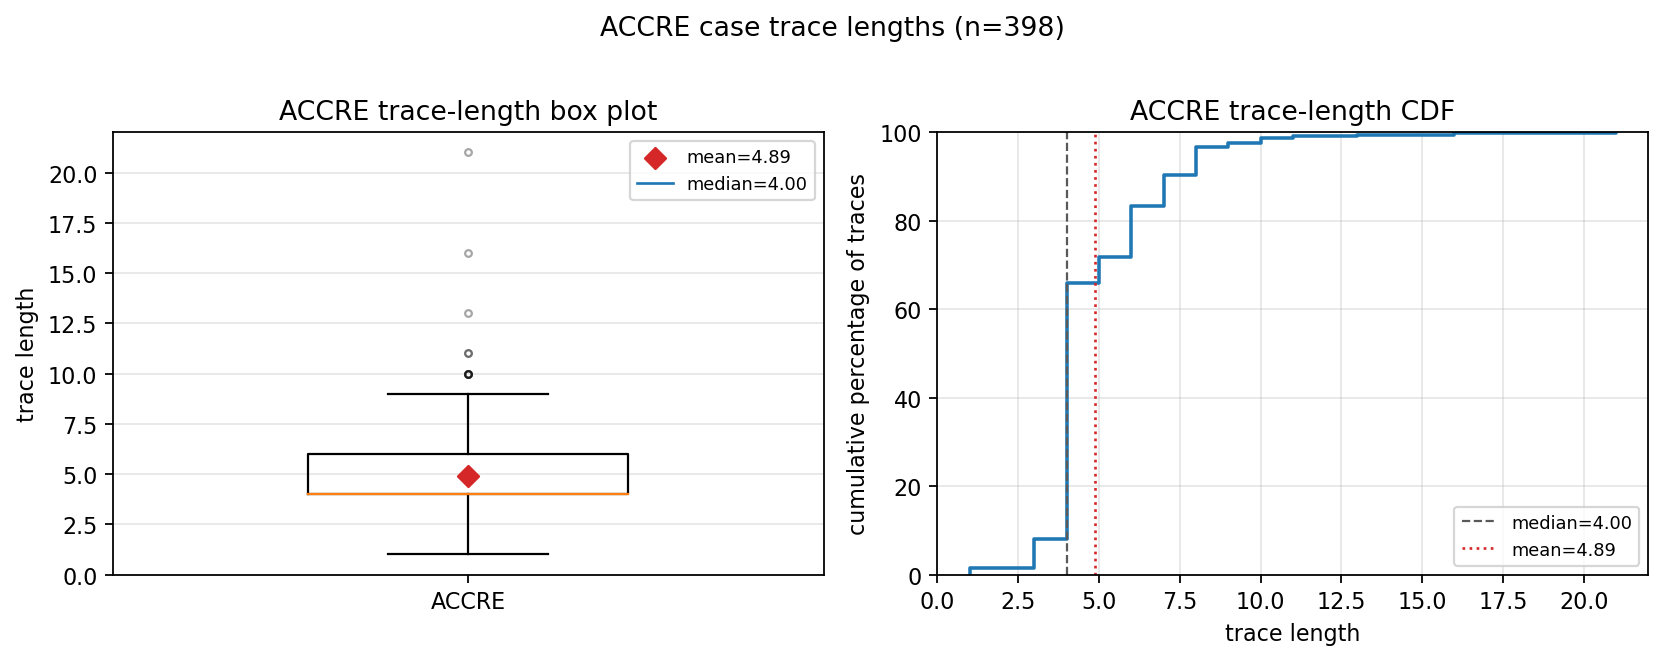 ACCRE case trace lengths (n=398)
ACCRE trace-length box plot
trace length
20.0
17.5
15.0
12.5
10.0
7.5
5.0
2.5
0.0
mean=4.89
median=4.00
ACCRE
ACCRE trace-length CDF
cumulative percentage of traces
100
80
60
40
20
0
median=4.00
mean=4.89
0.0 2.5 5.0 7.5 10.0 12.5 15.0 17.5 20.0
trace length